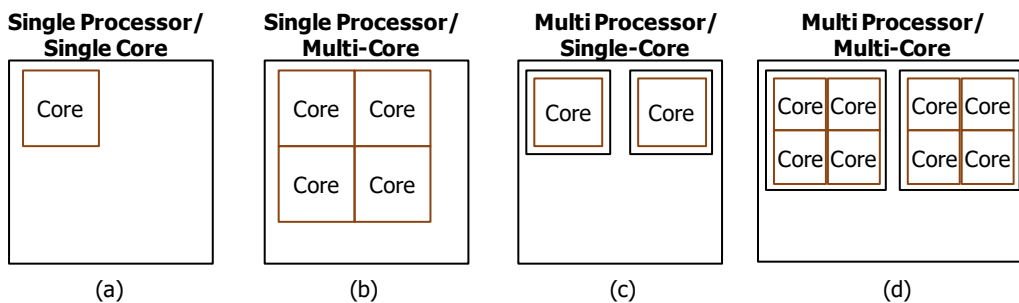 Single Processor/
Single Core
Single Processor/
Multi-Core
Multi Processor/
Single-Core
Multi Processor/
Multi-Core
Core
Core Core
Core Core
Core Core
Core Core Core Core
Core Core Core Core
(a) (b) (c) (d)